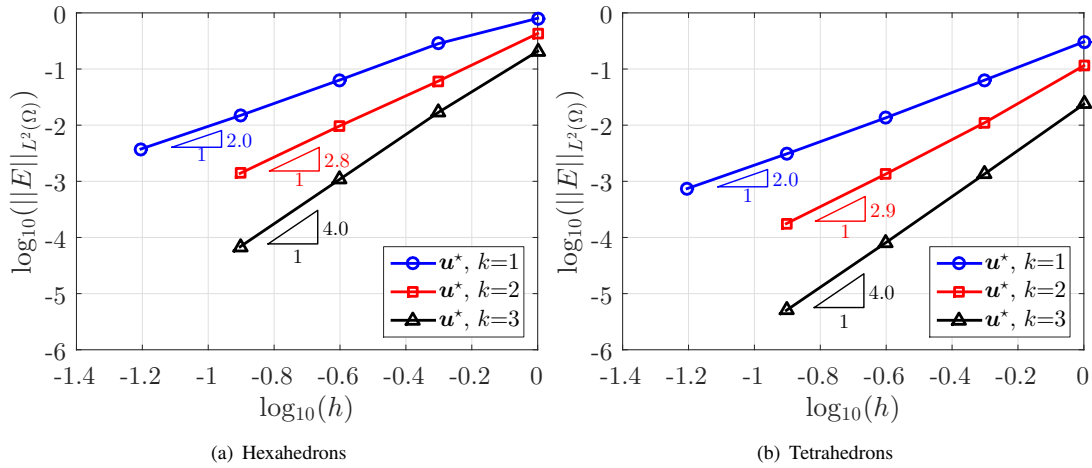 0
-1
-2
-3
-4
-5
-6
-1.4 -1.2 -1 -0.8 -0.6 -0.4 -0.2 0
log10(h)
log10(||E||L2(Ω))
2.0
1
2.8
1
4.0
1
u⋆, k=1
u⋆, k=2
u⋆, k=3
(a) Hexahedrons
0
-1
-2
-3
-4
-5
-6
-1.4 -1.2 -1 -0.8 -0.6 -0.4 -0.2 0
log10(h)
log10(||E||L2(Ω))
2.0
1
2.9
1
4.0
1
u⋆, k=1
u⋆, k=2
u⋆, k=3
(b) Tetrahedrons